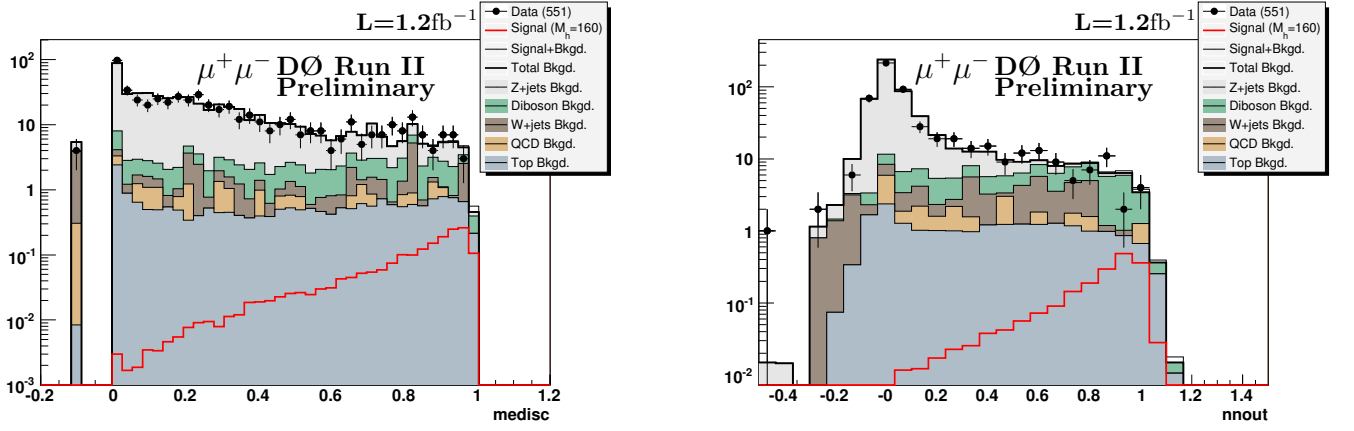 L=1.2fb⁻¹
Data (551)
Signal (M_h=160)
Signal+Bkgd.
Total Bkgd.
Z+jets Bkgd.
Diboson Bkgd.
W+jets Bkgd.
QCD Bkgd.
Top Bkgd.
μ⁺μ⁻ DØ Run II
Preliminary
10²
10
1
10⁻¹
10⁻²
10⁻³
-0.2 0 0.2 0.4 0.6 0.8 1 1.2
medisc
L=1.2fb⁻¹
Data (551)
Signal (M_h=160)
Signal+Bkgd.
Total Bkgd.
Z+jets Bkgd.
Diboson Bkgd.
W+jets Bkgd.
QCD Bkgd.
Top Bkgd.
μ⁺μ⁻ DØ Run II
Preliminary
10²
10
1
10⁻¹
10⁻²
-0.4 -0.2 -0 0.2 0.4 0.6 0.8 1 1.2 1.4
nnout